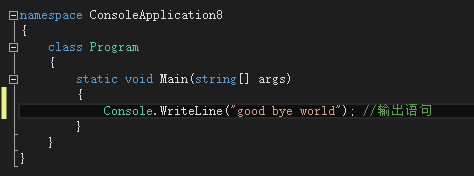 namespace ConsoleApplication8
{
class Program
{
static void Main(string[] args)
{
Console.WriteLine("good bye world"); //输出语句
}
}
}